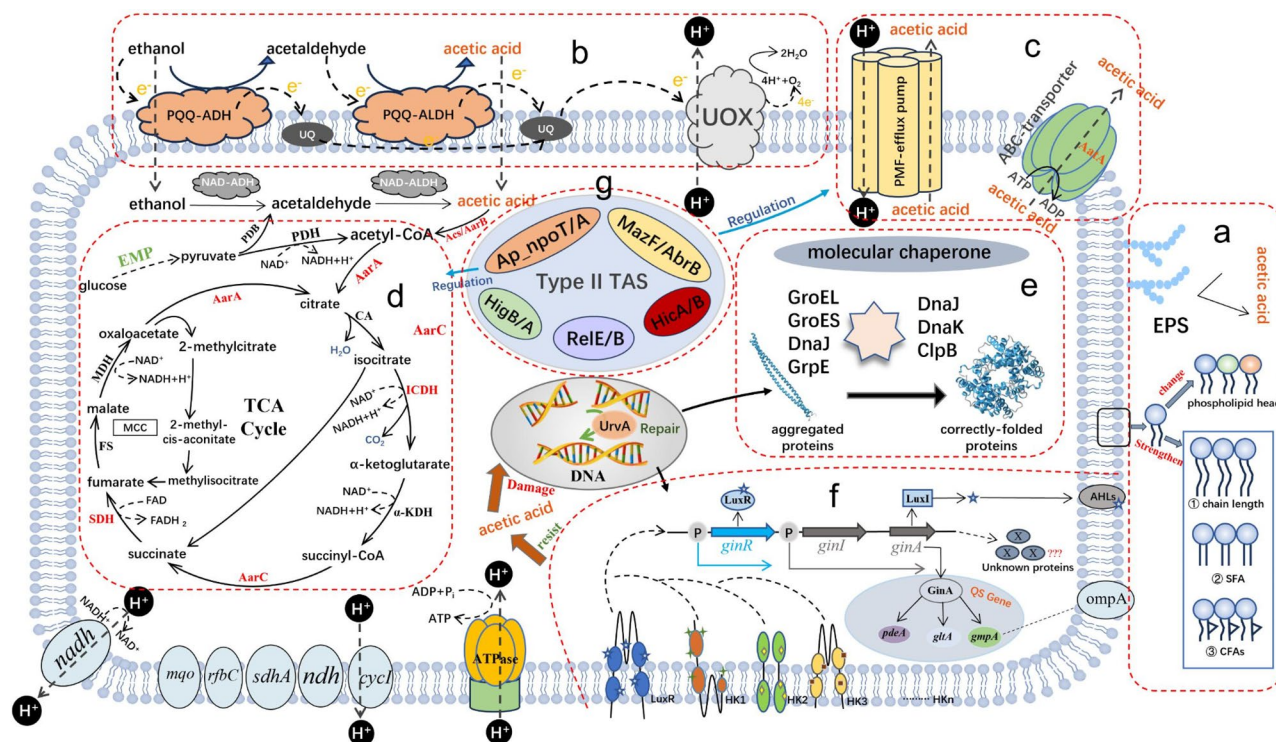 b
ethanol
acetaldehyde
acetic acid
e⁻
e⁻
e⁻
e⁻
e⁻
e⁻
PQQ-ADH
UQ
PQQ-ALDH
UQ
H⁺
2H₂O
4H⁺+O₂
4e⁻
UOX
H⁺
NAD-ADH
NAD-ALDH
ethanol
acetaldehyde
acetic acid
c
H⁺
acetic acid
PMF-efflux pump
H⁺
acetic acid
ABC-transporter
AarA
acetic acid
ATP
ADP
acetic acid
a
acetic acid
EPS
change
phospholipid head
Strengthen
① chain length
② SFA
③ CFAs
g
Ap_npoT/A
MazF/AbrB
Type II TAS
HigB/A
RelE/B
HicA/B
Regulation
Regulation
d
EMP
glucose
pyruvate
PDB
PDH
NAD⁺
NADH+H⁺
acetyl-CoA
Acs/AarB
AarA
AarA
citrate
CA
H₂O
AarC
isocitrate
oxaloacetate
2-methylcitrate
NAD⁺
NADH+H⁺
MDH
malate
MCC
2-methyl-
cis-aconitate
TCA
Cycle
NAD⁺
ICDH
NADH+H⁺
CO₂
FS
fumarate
methylisocitrate
α-ketoglutarate
FAD
SDH
FADH₂
NAD⁺
NADH+H⁺
α-KDH
succinate
succinyl-CoA
AarC
e
molecular chaperone
GroEL
GroES
DnaJ
GrpE
DnaJ
DnaK
ClpB
aggregated
proteins
correctly-folded
proteins
UrvA
Repair
DNA
Damage
acetic acid
resist
f
LuxR
LuxI
AHLs
P
ginR
P
ginI
ginA
X
X
X
???
Unknown proteins
GinA
QS Gene
pdeA
gltA
gmpA
ompA
LuxR
HK1
HK2
HK3
HKn
H⁺
NADH⁺
NAD⁺
nadh
H⁺
mqo
rfbC
sdhA
ndh
cycI
H⁺
H⁺
ADP+Pᵢ
ATP
H⁺
ATPase
H⁺